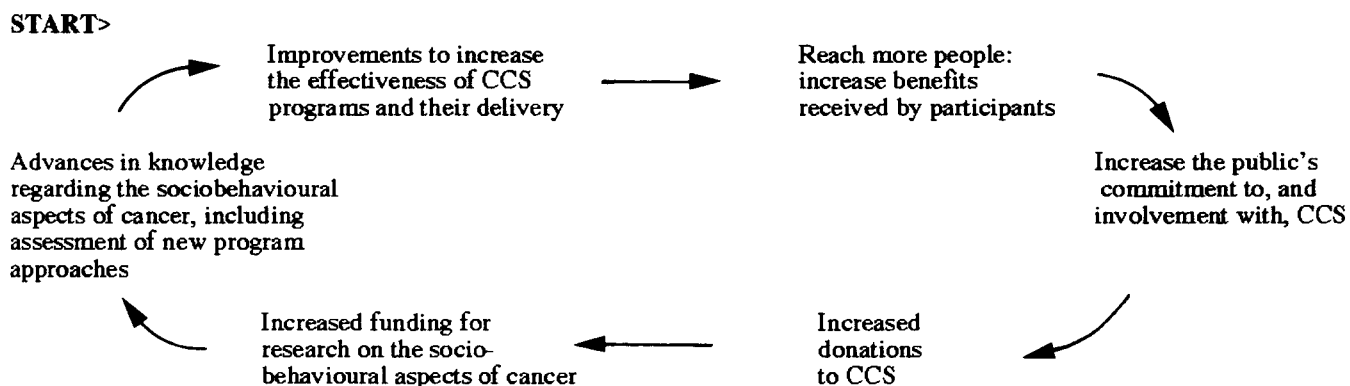 START>
Improvements to increase
the effectiveness of CCS
programs and their delivery
Reach more people:
increase benefits
received by participants
Increase the public's
commitment to, and
involvement with, CCS
Increased
donations
to CCS
Increased funding for
research on the socio-
behavioural aspects of cancer
Advances in knowledge
regarding the sociobehavioural
aspects of cancer, including
assessment of new program
approaches